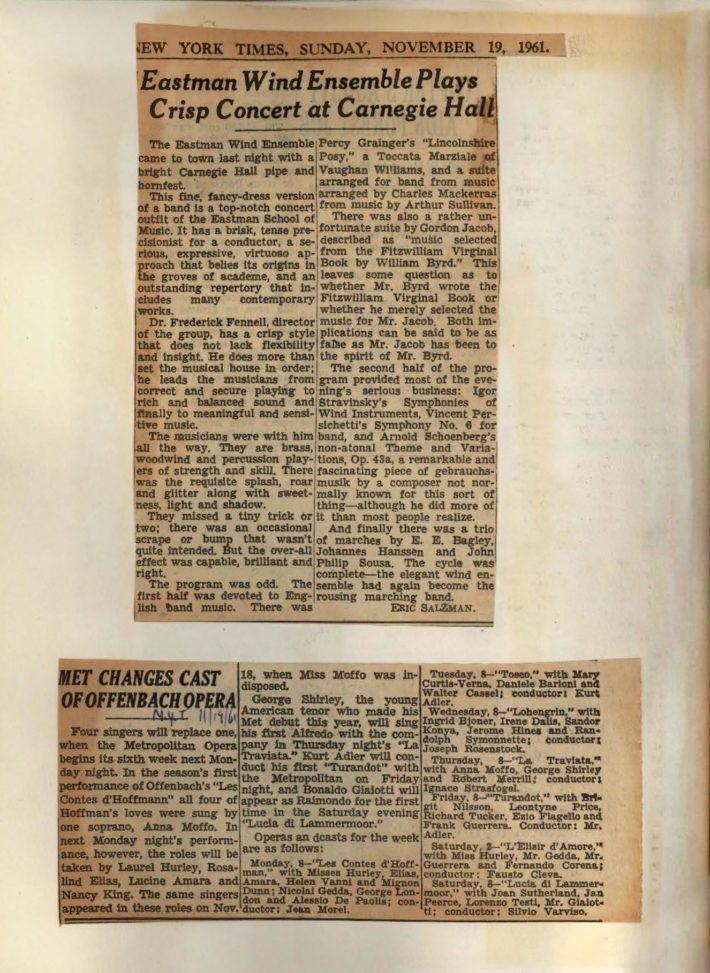 NEW YORK TIMES, SUNDAY, NOVEMBER 19, 1961.
Eastman Wind Ensemble Plays
Crisp Concert at Carnegie Hall
The Eastman Wind Ensemble
came to town last night with a
bright Carnegie Hall pipe and
hornfest.
This fine, fancy-dress version
of a band is a top-notch concert
outfit of the Eastman School of
Music. It has a brisk, tense pre-
cisionist for a conductor, a se-
rious, expressive, virtuoso ap-
proach that belies its origins in
the groves of academe, and an
outstanding repertory that in-
cludes many contemporary
works.
Dr. Frederick Fennell, director
of the group, has a crisp style
that does not lack flexibility
and insight. He does more than
set the musical house in order;
he leads the musicians from
correct and secure playing to
rich and balanced sound and
finally to meaningful and sensi-
tive music.
The musicians were with him
all the way. They are brass,
woodwind and percussion play-
ers of strength and skill. There
was the requisite splash, roar
and glitter along with sweet-
ness, light and shadow.
They missed a tiny trick or
two; there was an occasional
scrape or bump that wasn't
quite intended. But the over-all
effect was capable, brilliant and
right.
The program was odd. The
first half was devoted to Eng-
lish band music. There was
Percy Grainger's "Lincolnshire
Posy," a Toccata Marziale of
Vaughan Williams, and a suite
arranged for band from music
arranged by Charles Mackerras
from music by Arthur Sullivan.
There was also a rather un-
fortunate suite by Gordon Jacob,
described as "music selected
from the Fitzwilliam Virginal
Book by William Byrd." This
leaves some question as to
whether Mr. Byrd wrote the
Fitzwilliam Virginal Book or
whether he merely selected the
music for Mr. Jacob. Both im-
plications can be said to be as
false as Mr. Jacob has been to
the spirit of Mr. Byrd.
The second half of the pro-
gram provided most of the eve-
ning's serious business: Igor
Stravinsky's Symphonies of
Wind Instruments, Vincent Per-
sichetti's Symphony No. 6 for
band, and Arnold Schoenberg's
non-atonal Theme and Varia-
tions, Op. 43a, a remarkable and
fascinating piece of gebrauchs-
musik by a composer not nor-
mally known for this sort of
thing—although he did more of
it than most people realize.
And finally there was a trio
of marches by E. E. Bagley,
Johannes Hanssen and John
Philip Sousa. The cycle was
complete—the elegant wind en-
semble had again become the
rousing marching band.
ERIC SALZMAN.
MET CHANGES CAST
OF OFFENBACH OPERA
N.Y.T. 11/19/61
Four singers will replace one,
when the Metropolitan Opera
begins its sixth week next Mon-
day night. In the season's first
performance of Offenbach's "Les
Contes d'Hoffmann" all four of
Hoffman's loves were sung by
one soprano, Anna Moffo. In
next Monday night's perform-
ance, however, the roles will be
taken by Laurel Hurley, Rosa-
lind Elias, Lucine Amara and
Nancy King. The same singers
appeared in these roles on Nov.
18, when Miss Moffo was in-
disposed.
George Shirley, the young
American tenor who made his
Met debut this year, will sing
his first Alfredo with the com-
pany in Thursday night's "La
Traviata." Kurt Adler will con-
duct his first "Turandot" with
the Metropolitan on Friday
night, and Bonaldo Giaiotti will
appear as Raimondo for the first
time in the Saturday evening
"Lucia di Lammermoor."
Operas an dcasts for the week
are as follows:
Monday, 8—"Les Contes d'Hoff-
man," with Misses Hurley, Elias,
Amara, Helen Vanni and Mignon
Dunn; Nicolai Gedda, George Lon-
don and Alessio De Paolis; con-
ductor: Jean Morel.
Tuesday, 8—"Tosco," with Mary
Curtis-Verna, Daniele Barioni and
Walter Cassel; conductor: Kurt
Adler.
Wednesday, 8—"Lohengrin," with
Ingrid Bjoner, Irene Dalis, Sandor
Konya, Jerome Hines and Ran-
dolph Symonnette; conductor:
Joseph Rosenstock.
Thursday, 8—"La Traviata,"
with Anna Moffo, George Shirley
and Robert Merrill; conductor:
Ignace Strasfogel.
Friday, 8—"Turandot," with Bri-
git Nilsson, Leontyne Price,
Richard Tucker, Ezio Flagello and
Frank Guerrera. Conductor: Mr.
Adler.
Saturday, 2—"L'Elisir d'Amore,"
with Miss Hurley, Mr. Gedda, Mr.
Guerrera and Fernando Corena;
conductor: Fausto Cleva.
Saturday, 8—"Lucia di Lammer-
moor," with Joan Sutherland, Jan
Peerce, Lorenzo Testi, Mr. Giaiot-
ti; conductor: Silvio Varviso.